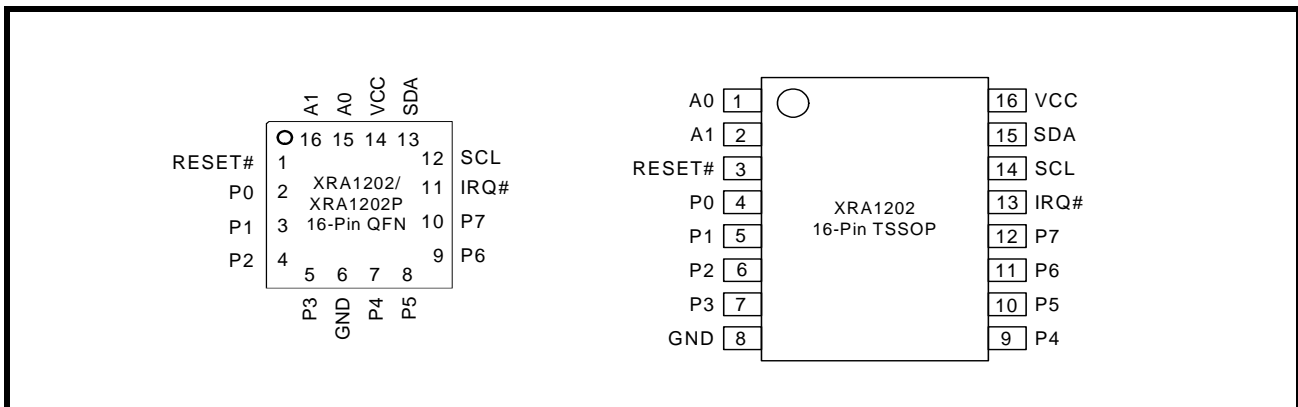 A1 A0 VCC SDA
16 15 14 13
RESET# 1 12 SCL
P0 2 XRA1202/ 11 IRQ#
XRA1202P
P1 3 16-Pin QFN 10 P7
P2 4 9 P6
5 6 7 8
P3 GND P4 P5
A0 1 16 VCC
A1 2 15 SDA
RESET# 3 14 SCL
P0 4 XRA1202 13 IRQ#
16-Pin TSSOP
P1 5 12 P7
P2 6 11 P6
P3 7 10 P5
GND 8 9 P4